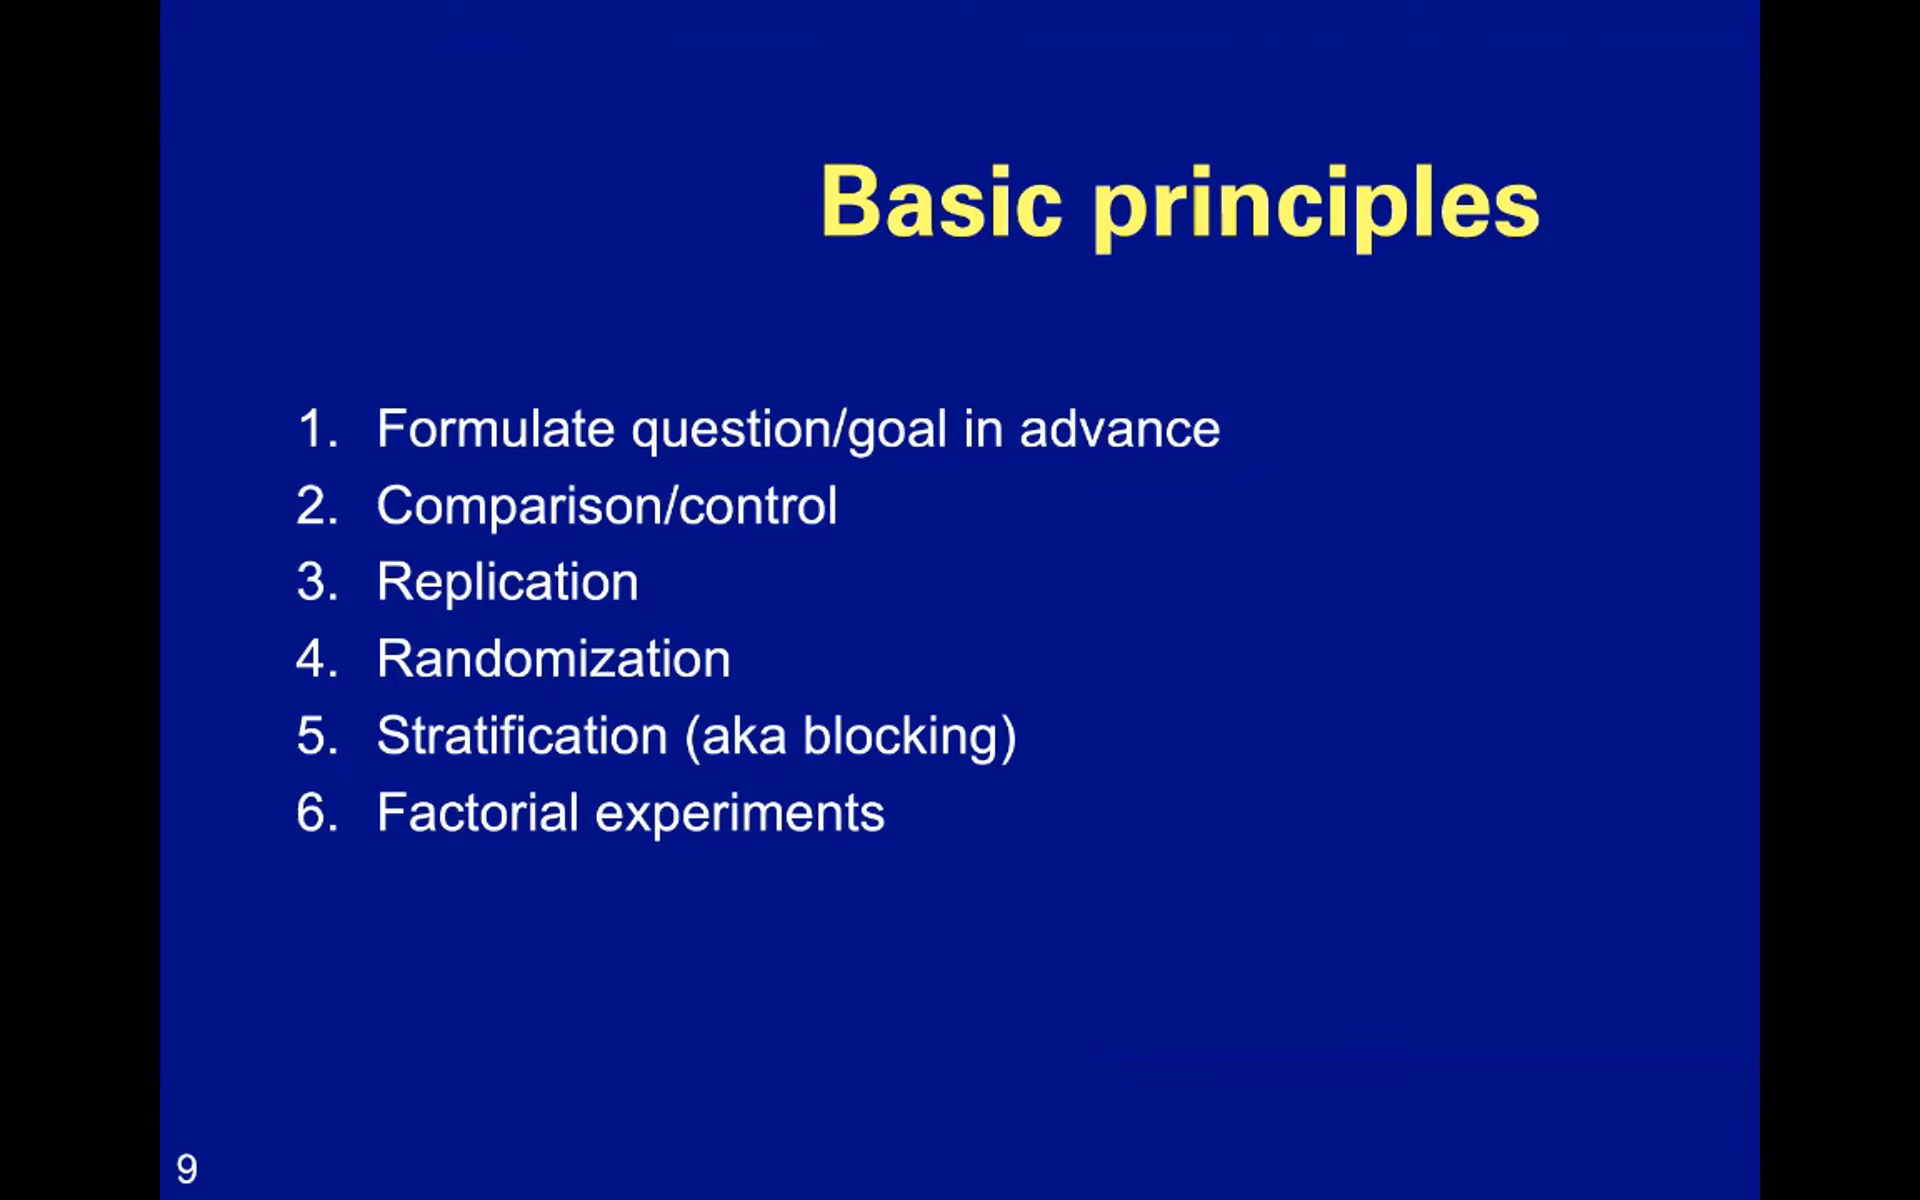 Basic principles
1. Formulate question/goal in advance
2. Comparison/control
3. Replication
4. Randomization
5. Stratification (aka blocking)
6. Factorial experiments
9